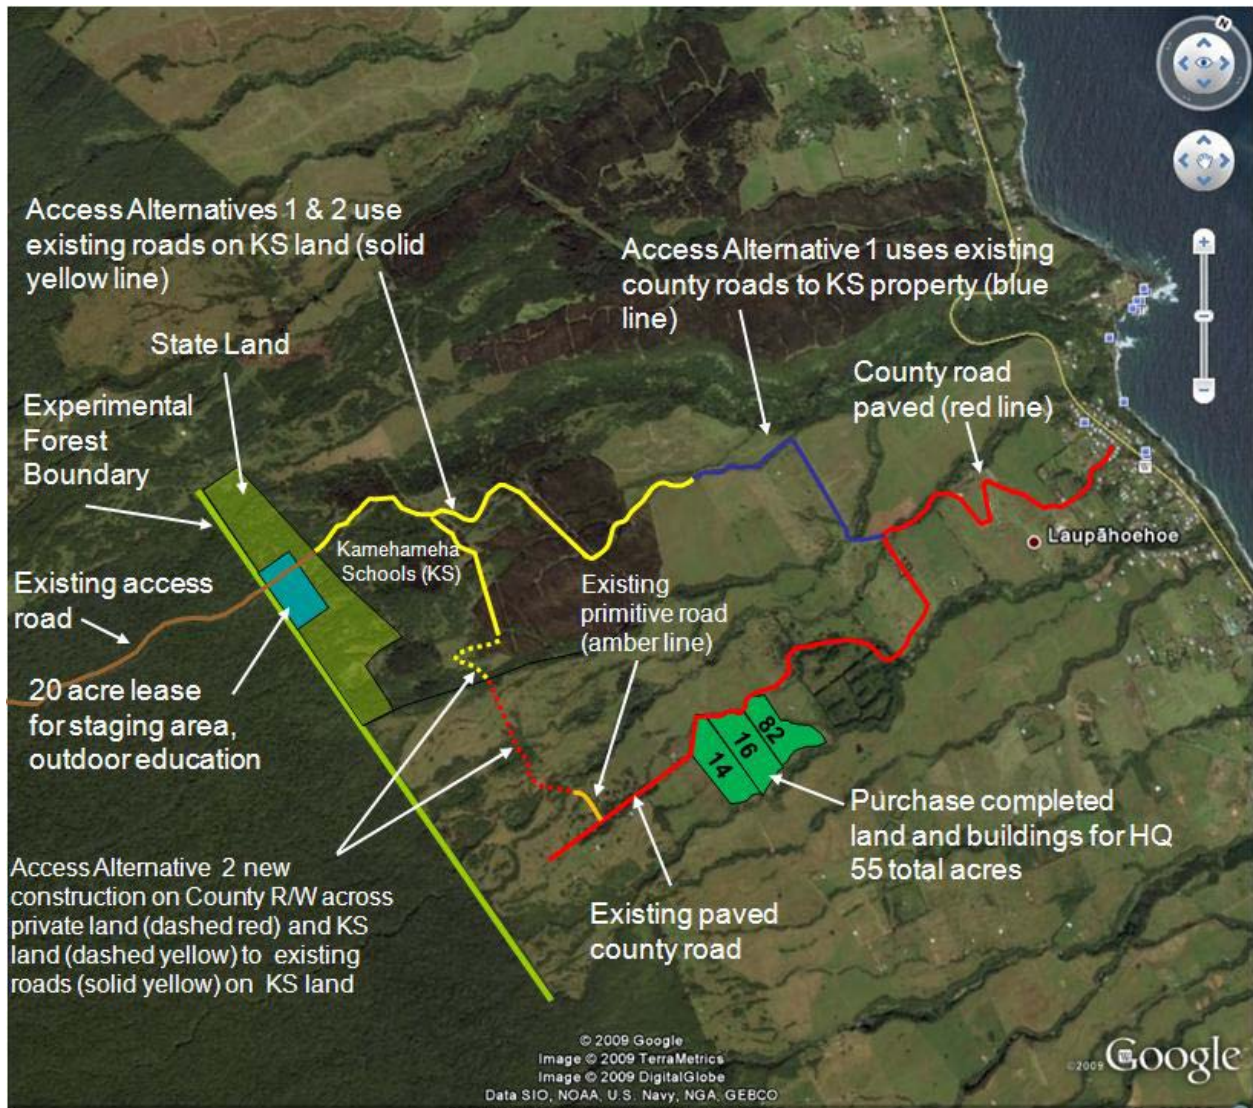 N
Access Alternatives 1 & 2 use
existing roads on KS land (solid
yellow line)
Access Alternative 1 uses existing
county roads to KS property (blue
line)
State Land
County road
paved (red line)
Experimental
Forest
Boundary
Kamehameha
Schools (KS)
Laupāhoehoe
Existing access
road
Existing
primitive road
(amber line)
20 acre lease
for staging area,
outdoor education
82
16
14
Purchase completed
land and buildings for HQ
55 total acres
Access Alternative 2 new
construction on County R/W across
private land (dashed red) and KS
land (dashed yellow) to existing
roads (solid yellow) on KS land
Existing paved
county road
© 2009 Google
Image © 2009 TerraMetrics
Image © 2009 DigitalGlobe
Data SIO, NOAA, U.S. Navy, NGA, GEBCO
©2009 Google